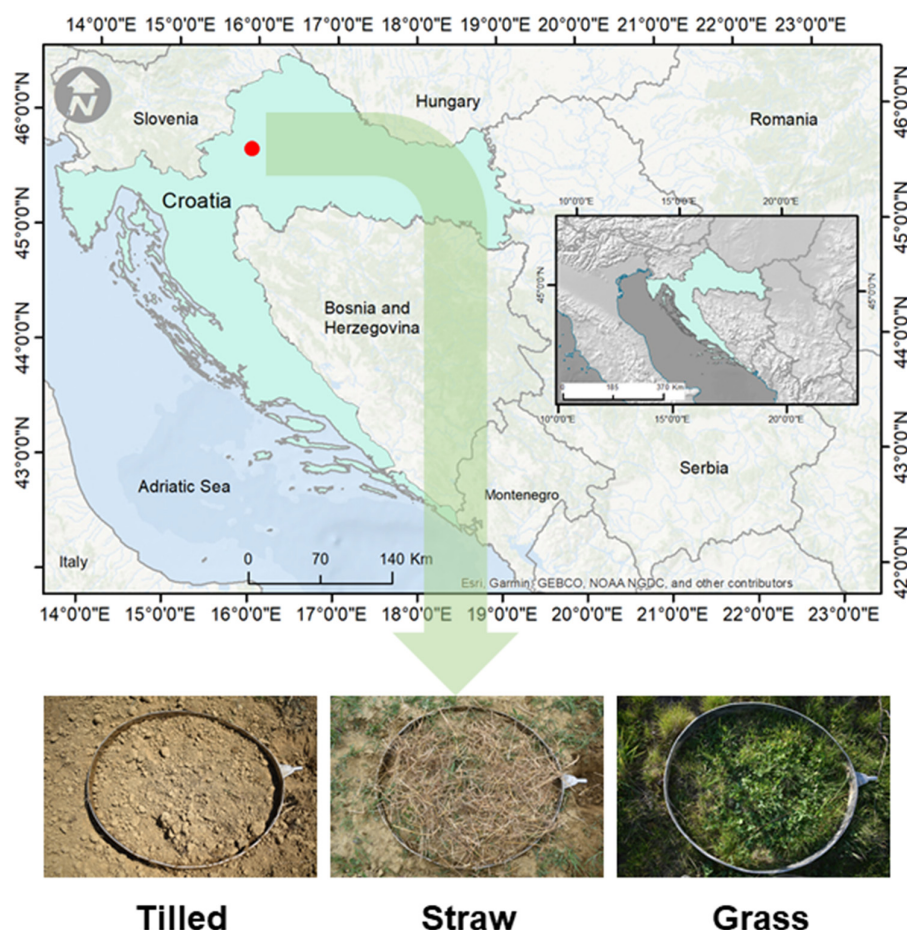 14°0'0"E 15°0'0"E 16°0'0"E 17°0'0"E 18°0'0"E 19°0'0"E 20°0'0"E 21°0'0"E 22°0'0"E 23°0'0"E
46°0'0"N
45°0'0"N
44°0'0"N
43°0'0"N
46°0'0"N
45°0'0"N
44°0'0"N
43°0'0"N
42°0'0"N
N
Slovenia
Hungary
Romania
Croatia
Bosnia and
Herzegovina
Adriatic Sea
Italy
Montenegro
Serbia
10°0'0"E 15°0'0"E 20°0'0"E
45°0'0"N
45°0'0"N
0 185 370 Km
10°0'0"E 15°0'0"E 20°0'0"E
0 70 140 Km
Esri, Garmin, GEBCO, NOAA NGDC, and other contributors
14°0'0"E 15°0'0"E 16°0'0"E 17°0'0"E 18°0'0"E 19°0'0"E 20°0'0"E 21°0'0"E 22°0'0"E 23°0'0"E
Tilled
Straw
Grass